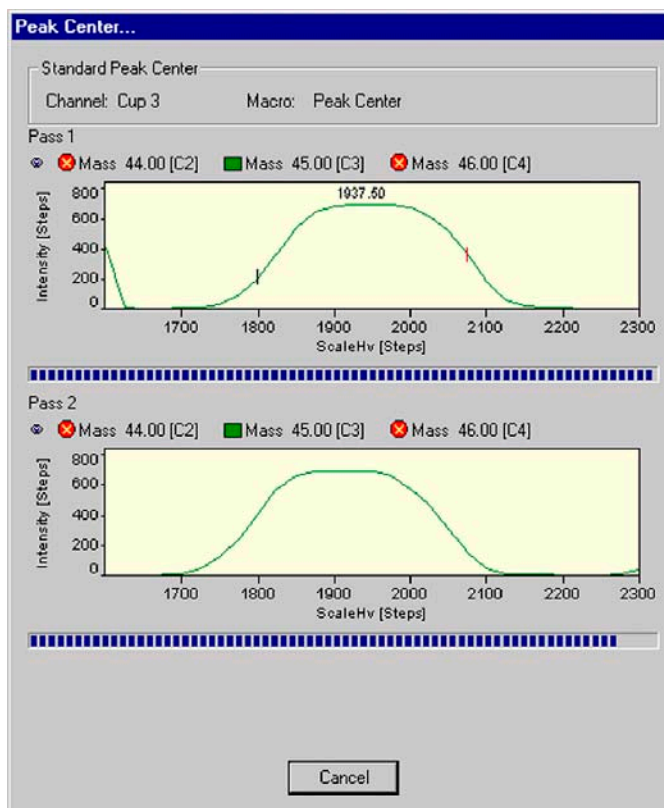 Peak Center...
Standard Peak Center
Channel: Cup 3 Macro: Peak Center
Pass 1
Mass 44.00 [C2] Mass 45.00 [C3] Mass 46.00 [C4]
1937.50
Intensity [Steps]
800
600
400
200
0
1700 1800 1900 2000 2100 2200 2300
ScaleHv [Steps]
Pass 2
Mass 44.00 [C2] Mass 45.00 [C3] Mass 46.00 [C4]
Intensity [Steps]
800
600
400
200
0
1700 1800 1900 2000 2100 2200 2300
ScaleHv [Steps]
Cancel